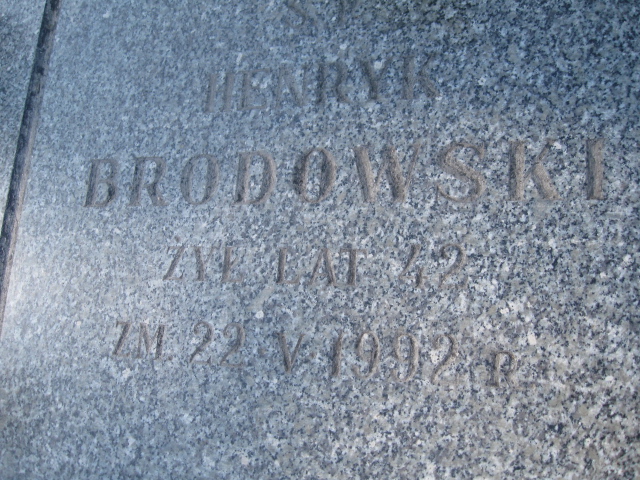 Ś.P.
HENRYK
BRODOWSKI
ŻYŁ LAT 42
ZM. 22.V.1992 R.